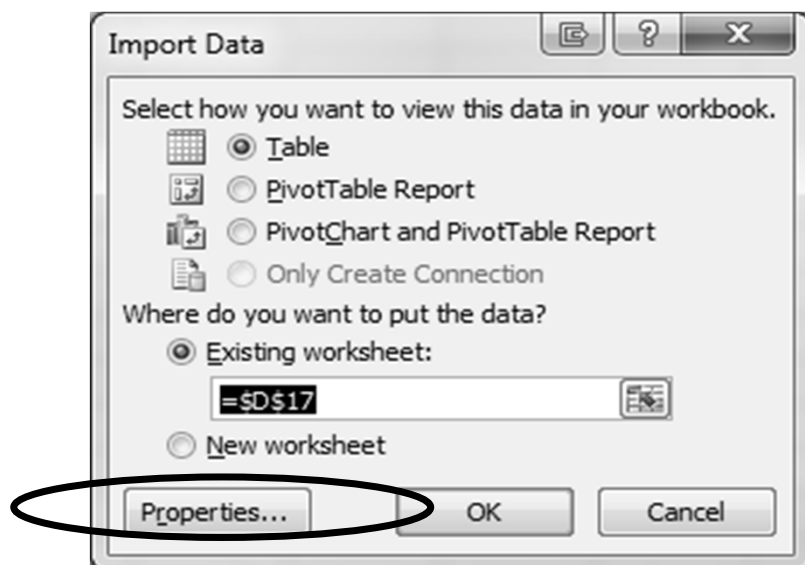 Import Data
?
Select how you want to view this data in your workbook.
Table
PivotTable Report
PivotChart and PivotTable Report
Only Create Connection
Where do you want to put the data?
Existing worksheet:
=$D$17
New worksheet
Properties... OK Cancel